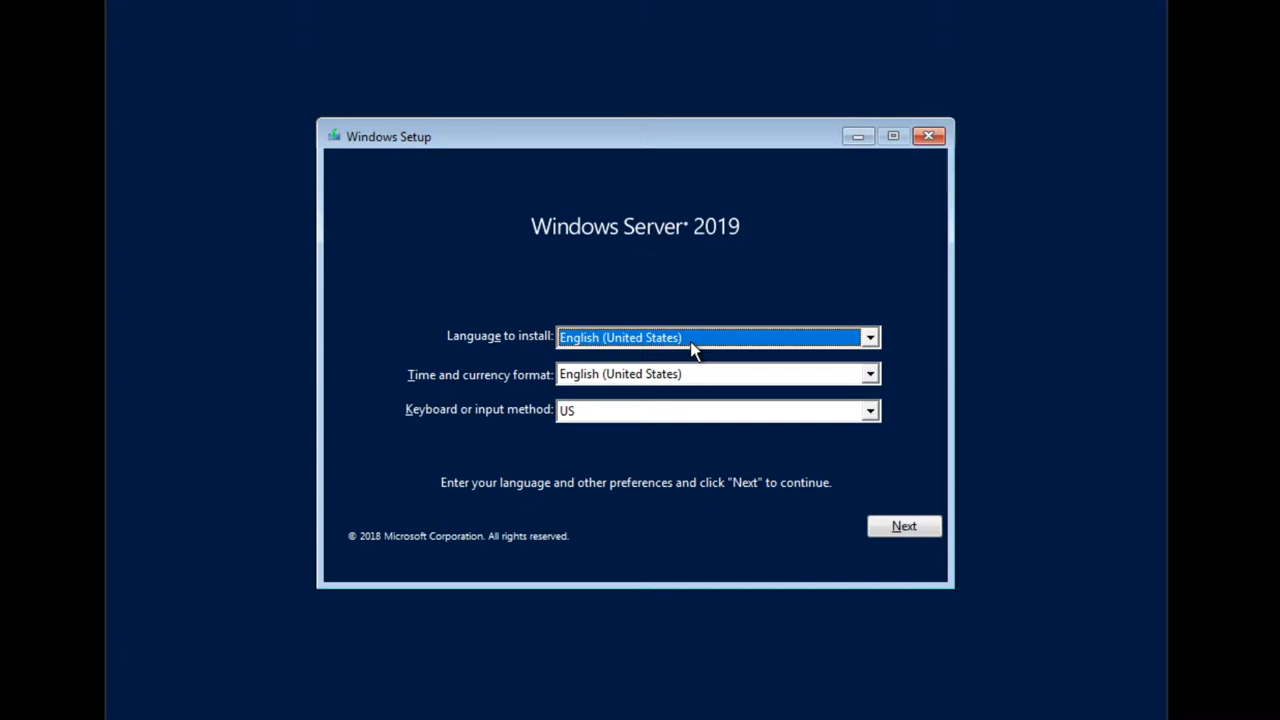 Windows Setup
Windows Server® 2019
Language to install: English (United States)
Time and currency format: English (United States)
Keyboard or input method: US
Enter your language and other preferences and click "Next" to continue.
Next
© 2018 Microsoft Corporation. All rights reserved.